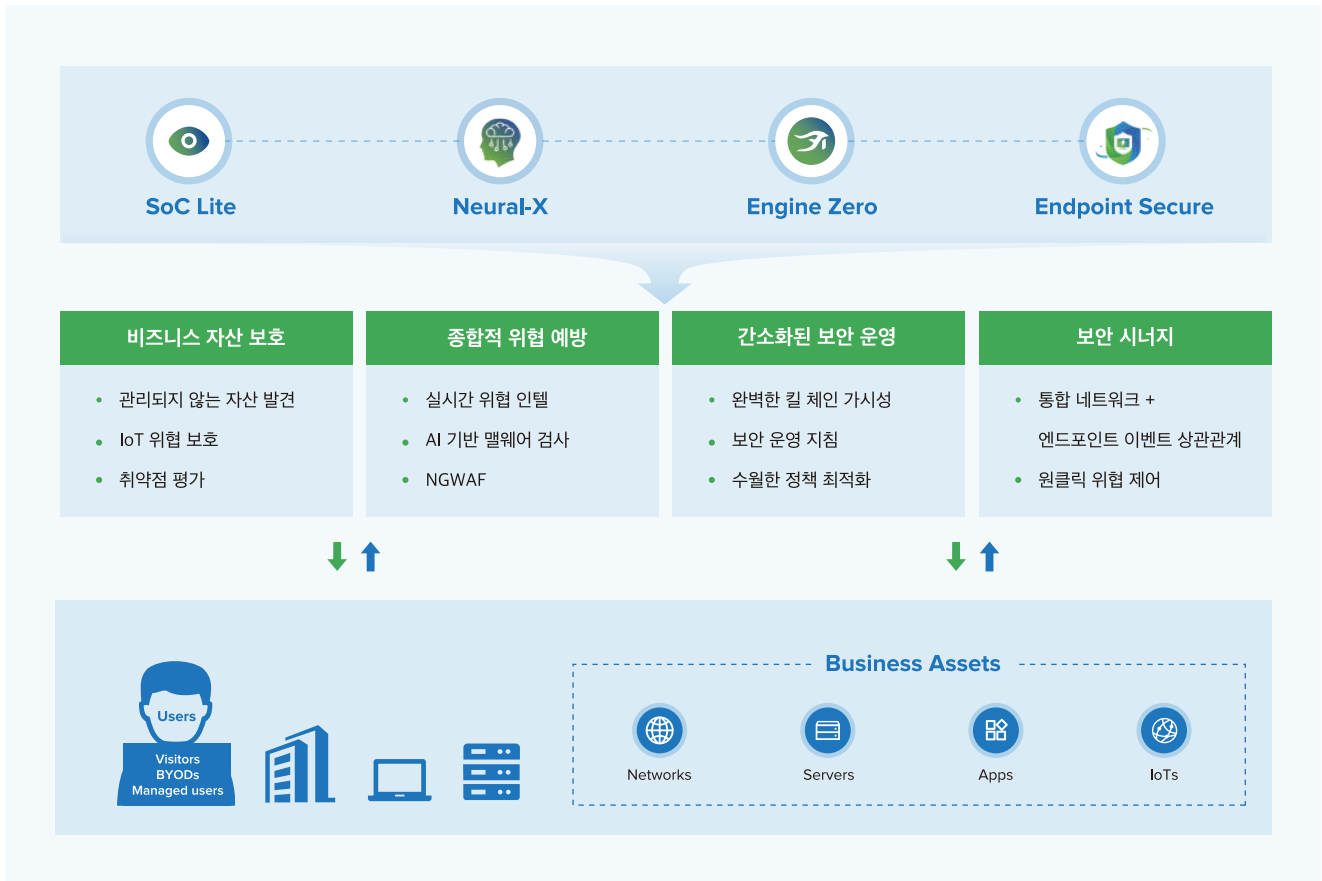 SoC Lite
Neural-X
Engine Zero
Endpoint Secure
비즈니스 자산 보호
• 관리되지 않는 자산 발견
• IoT 위협 보호
• 취약점 평가
종합적 위협 예방
• 실시간 위협 인텔
• AI 기반 맬웨어 검사
• NGWAF
간소화된 보안 운영
• 완벽한 킬 체인 가시성
• 보안 운영 지침
• 수월한 정책 최적화
보안 시너지
• 통합 네트워크 +
엔드포인트 이벤트 상관관계
• 원클릭 위협 제어
Users
Visitors
BYODs
Managed users
Business Assets
Networks
Servers
Apps
IoTs